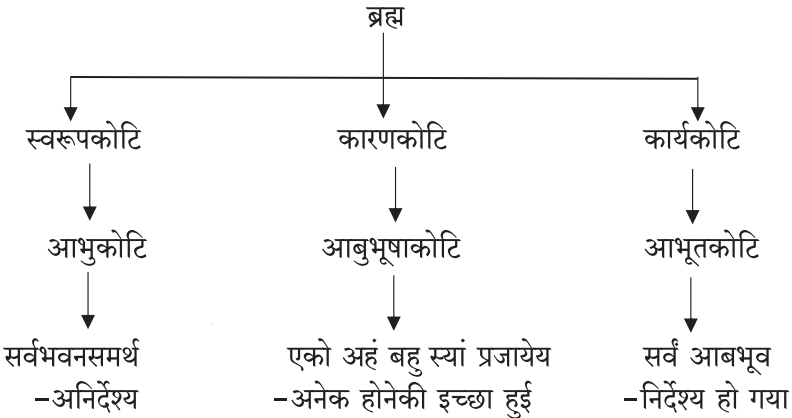 ब्रह्म
स्वरूपकोटि कारणकोटि कार्यकोटि
आभुकोटि आबुभूषाकोटि आभूतकोटि
सर्वभवनसमर्थ एको अहं बहु स्यां प्रजायेय सर्वं आबभूव
-अनिर्देश्य -अनेक होनेकी इच्छा हुई -निर्देश्य हो गया